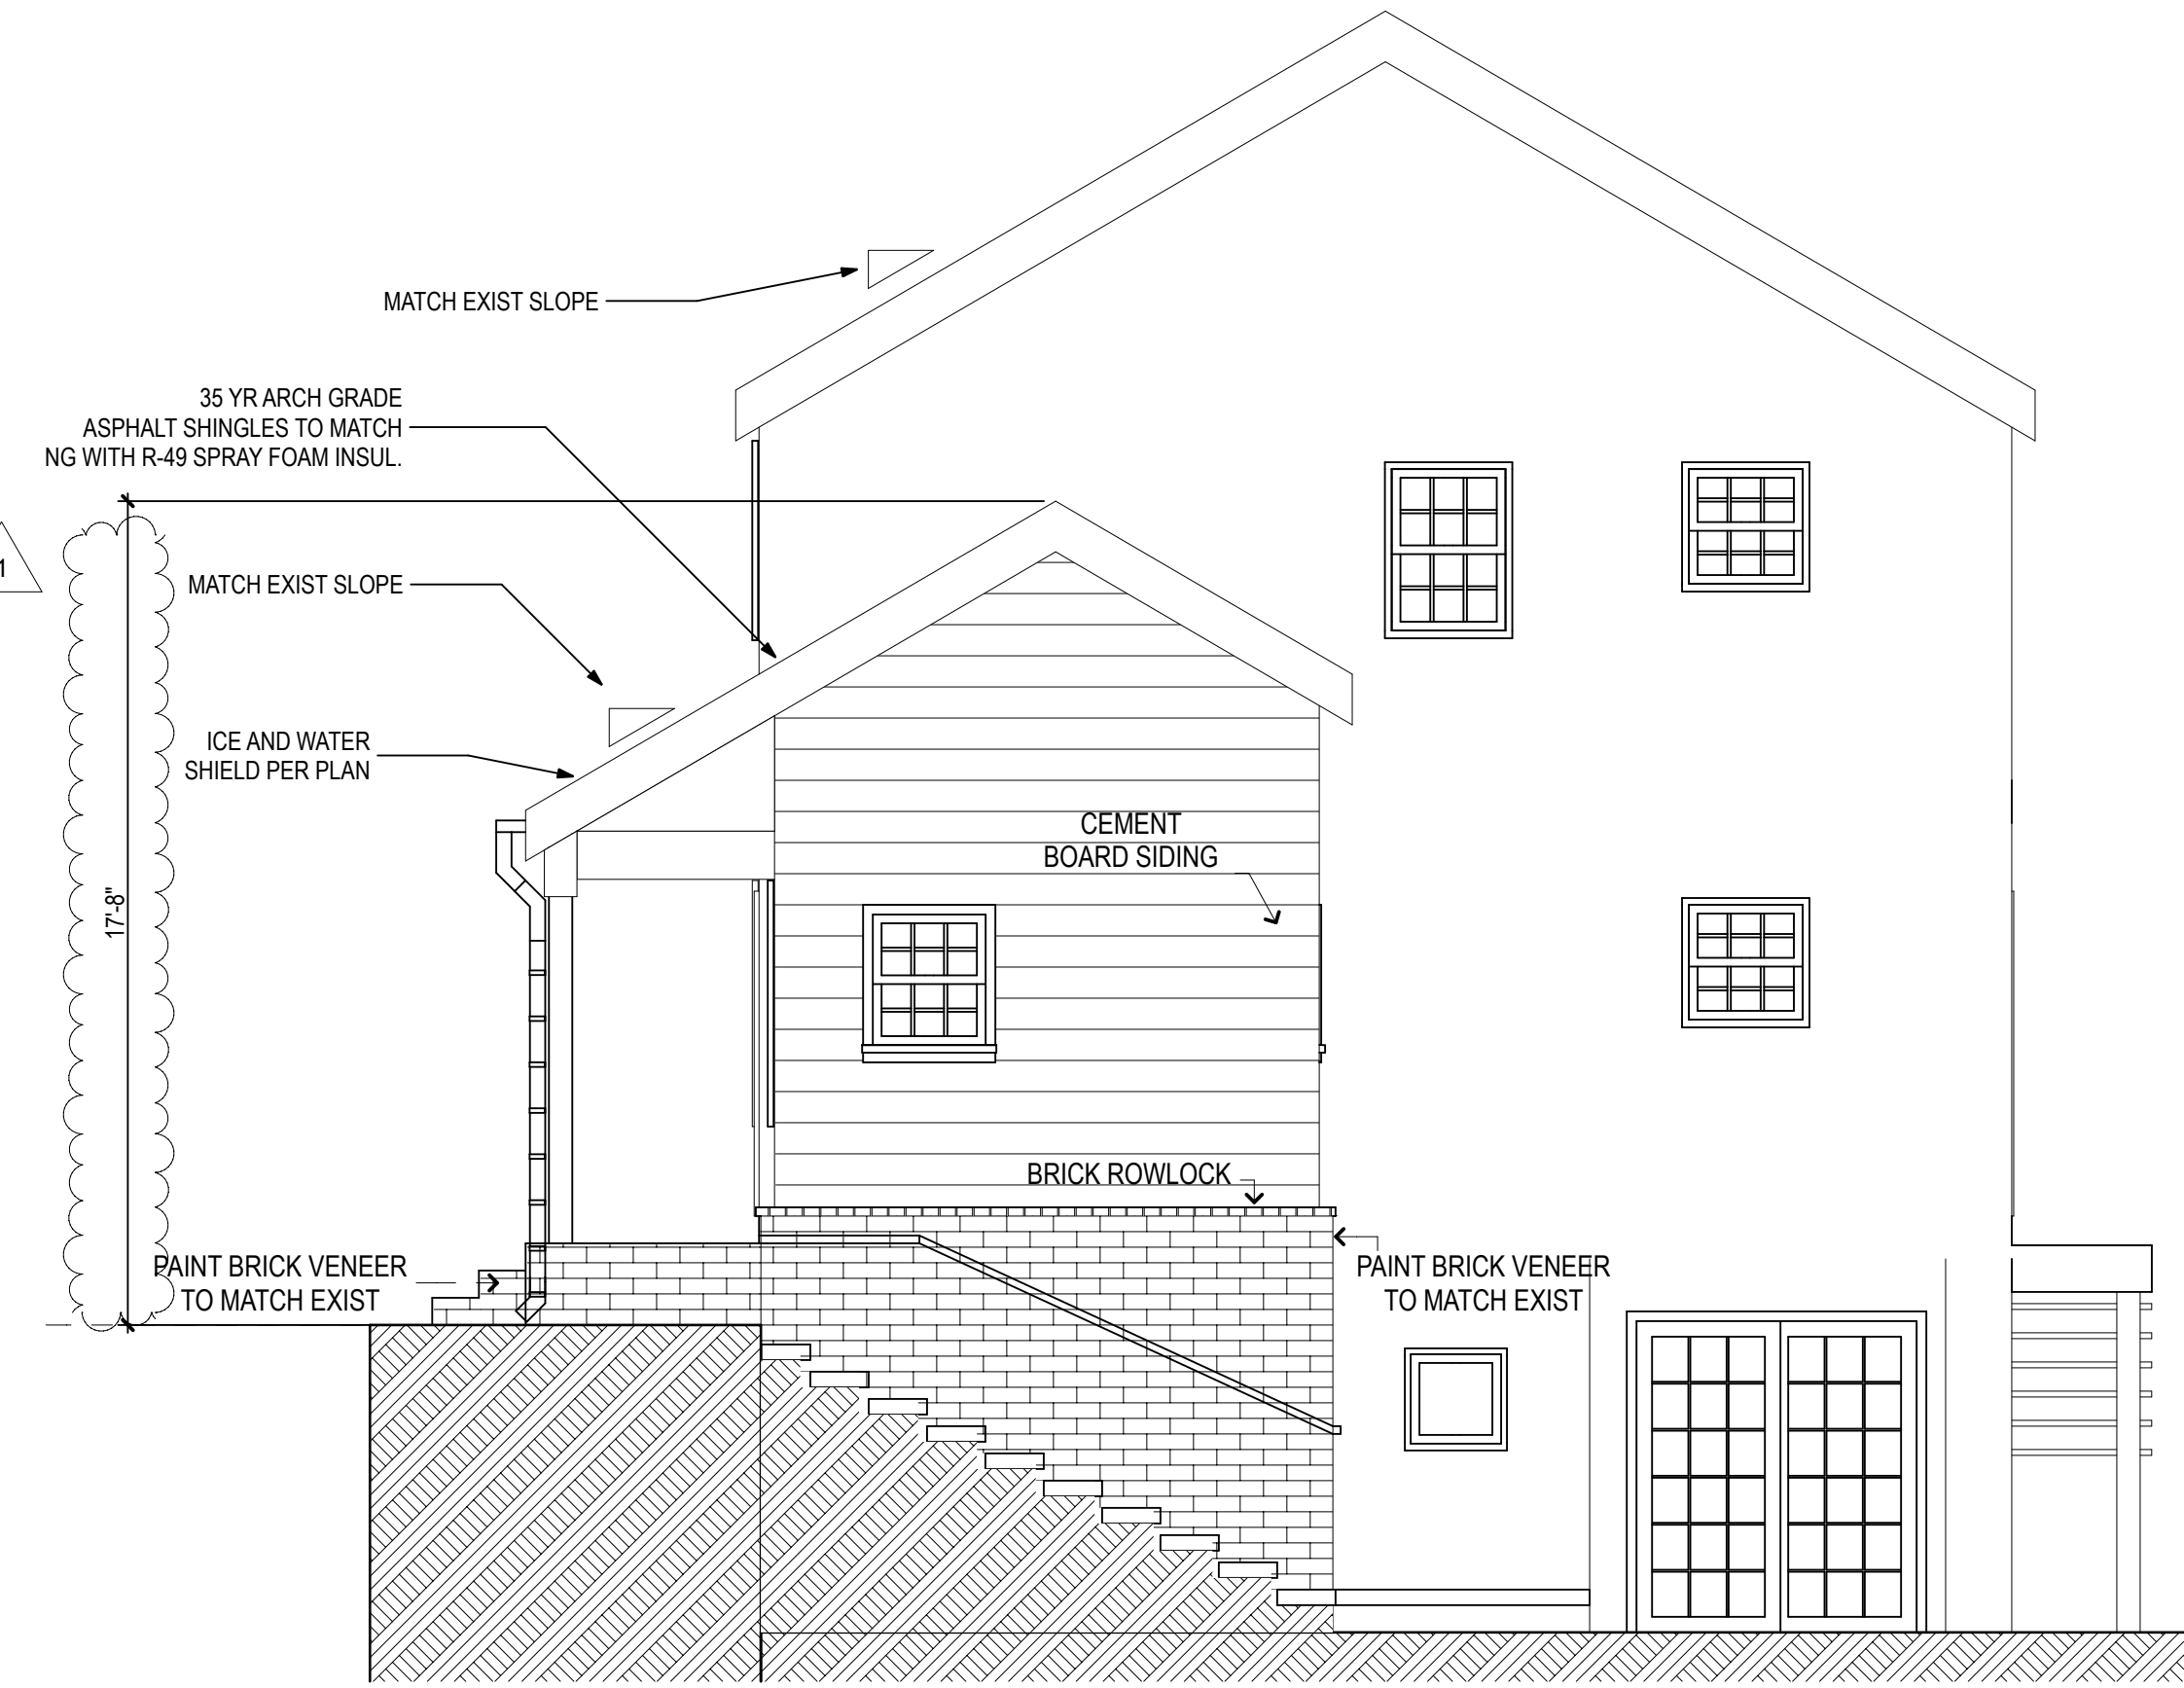 MATCH EXIST SLOPE
35 YR ARCH GRADE
ASPHALT SHINGLES TO MATCH
NG WITH R-49 SPRAY FOAM INSUL.
1
MATCH EXIST SLOPE
ICE AND WATER
SHIELD PER PLAN
CEMENT
BOARD SIDING
17'-8"
BRICK ROWLOCK
PAINT BRICK VENEER
TO MATCH EXIST
PAINT BRICK VENEER
TO MATCH EXIST